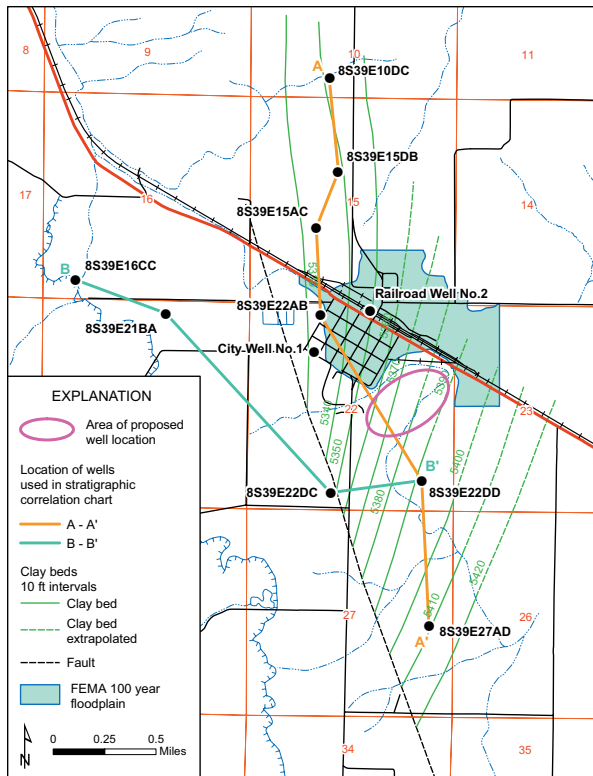 8
9
10
11
A
8S39E10DC
8S39E15DB
17
16
15
14
8S39E15AC
B
8S39E16CC
8S39E22AB
Railroad Well No.2
8S39E21BA
City Well No.1
5370
5340
22
23
5350
5400
B'
8S39E22DC
8S39E22DD
5380
5420
5410
27
26
A'
8S39E27AD
34
35
EXPLANATION
Area of proposed
well location
Location of wells
used in stratigraphic
correlation chart
A - A'
B - B'
Clay beds
10 ft intervals
Clay bed
Clay bed
extrapolated
Fault
FEMA 100 year
floodplain
N
0
0.25
0.5
Miles